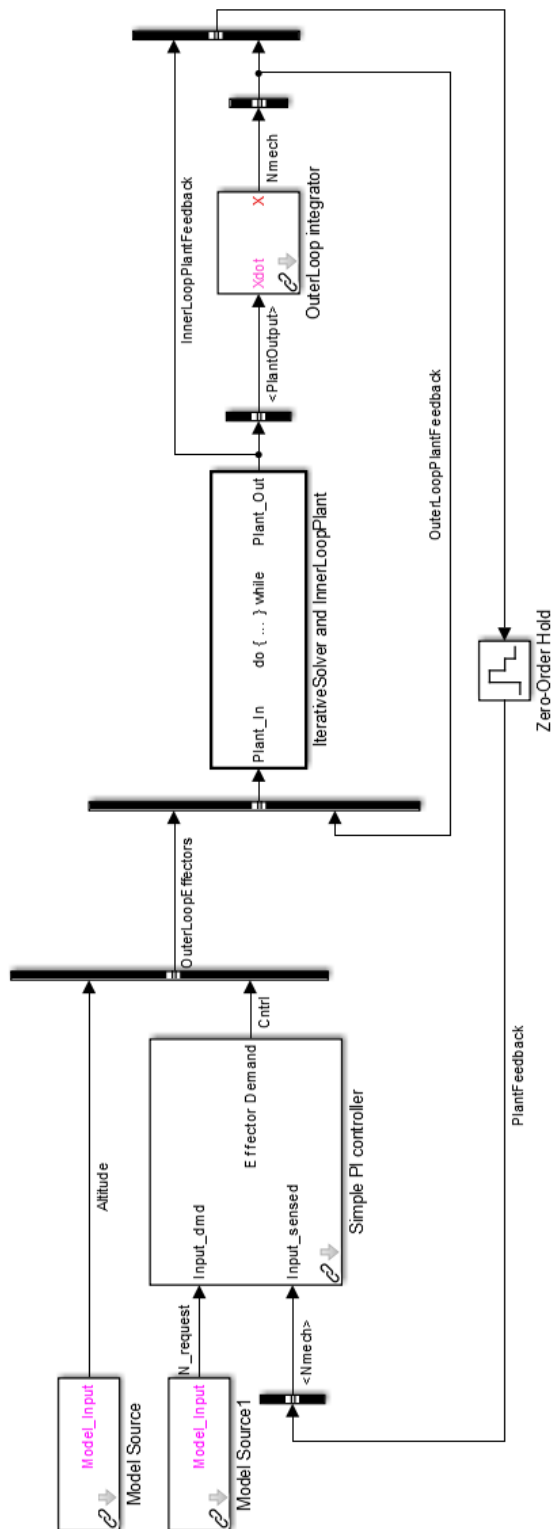 Model_Input
Model Source
Altitude
Model_Input
Model Source1
N_request
<Nmech>
Input_dmd
Input_sensed
Effector Demand
Simple PI controller
Cntrl
OuterLoopEffectors
Plant_In
do { ... } while
Plant_Out
IterativeSolver and InnerLoopPlant
InnerLoopPlantFeedback
<PlantOutput>
Xdot
X
OuterLoop integrator
Nmech
OuterLoopPlantFeedback
Zero-Order Hold
PlantFeedback